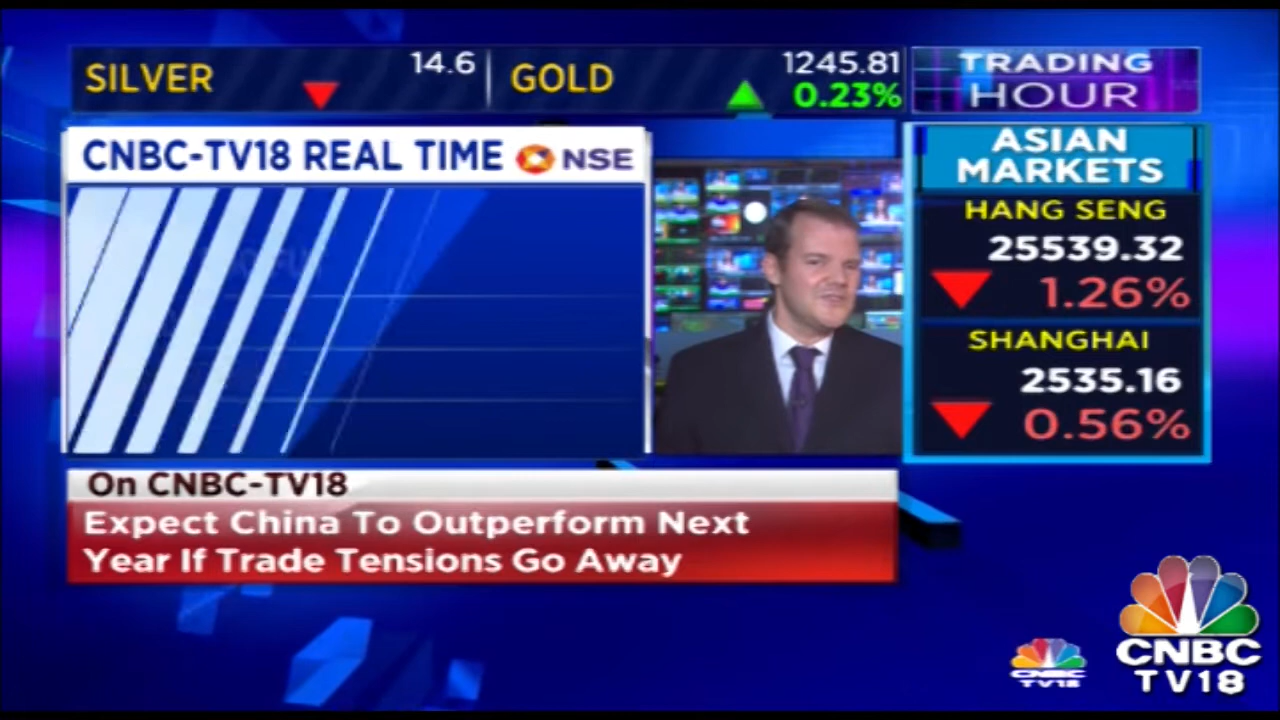 SILVER
14.6
GOLD
1245.81
0.23%
TRADING
HOUR
CNBC-TV18 REAL TIME NSE
ASIAN
MARKETS
HANG SENG
25539.32
1.26%
SHANGHAI
2535.16
0.56%
On CNBC-TV18
Expect China To Outperform Next
Year If Trade Tensions Go Away
CNBC
TV18
CNBC
TV18